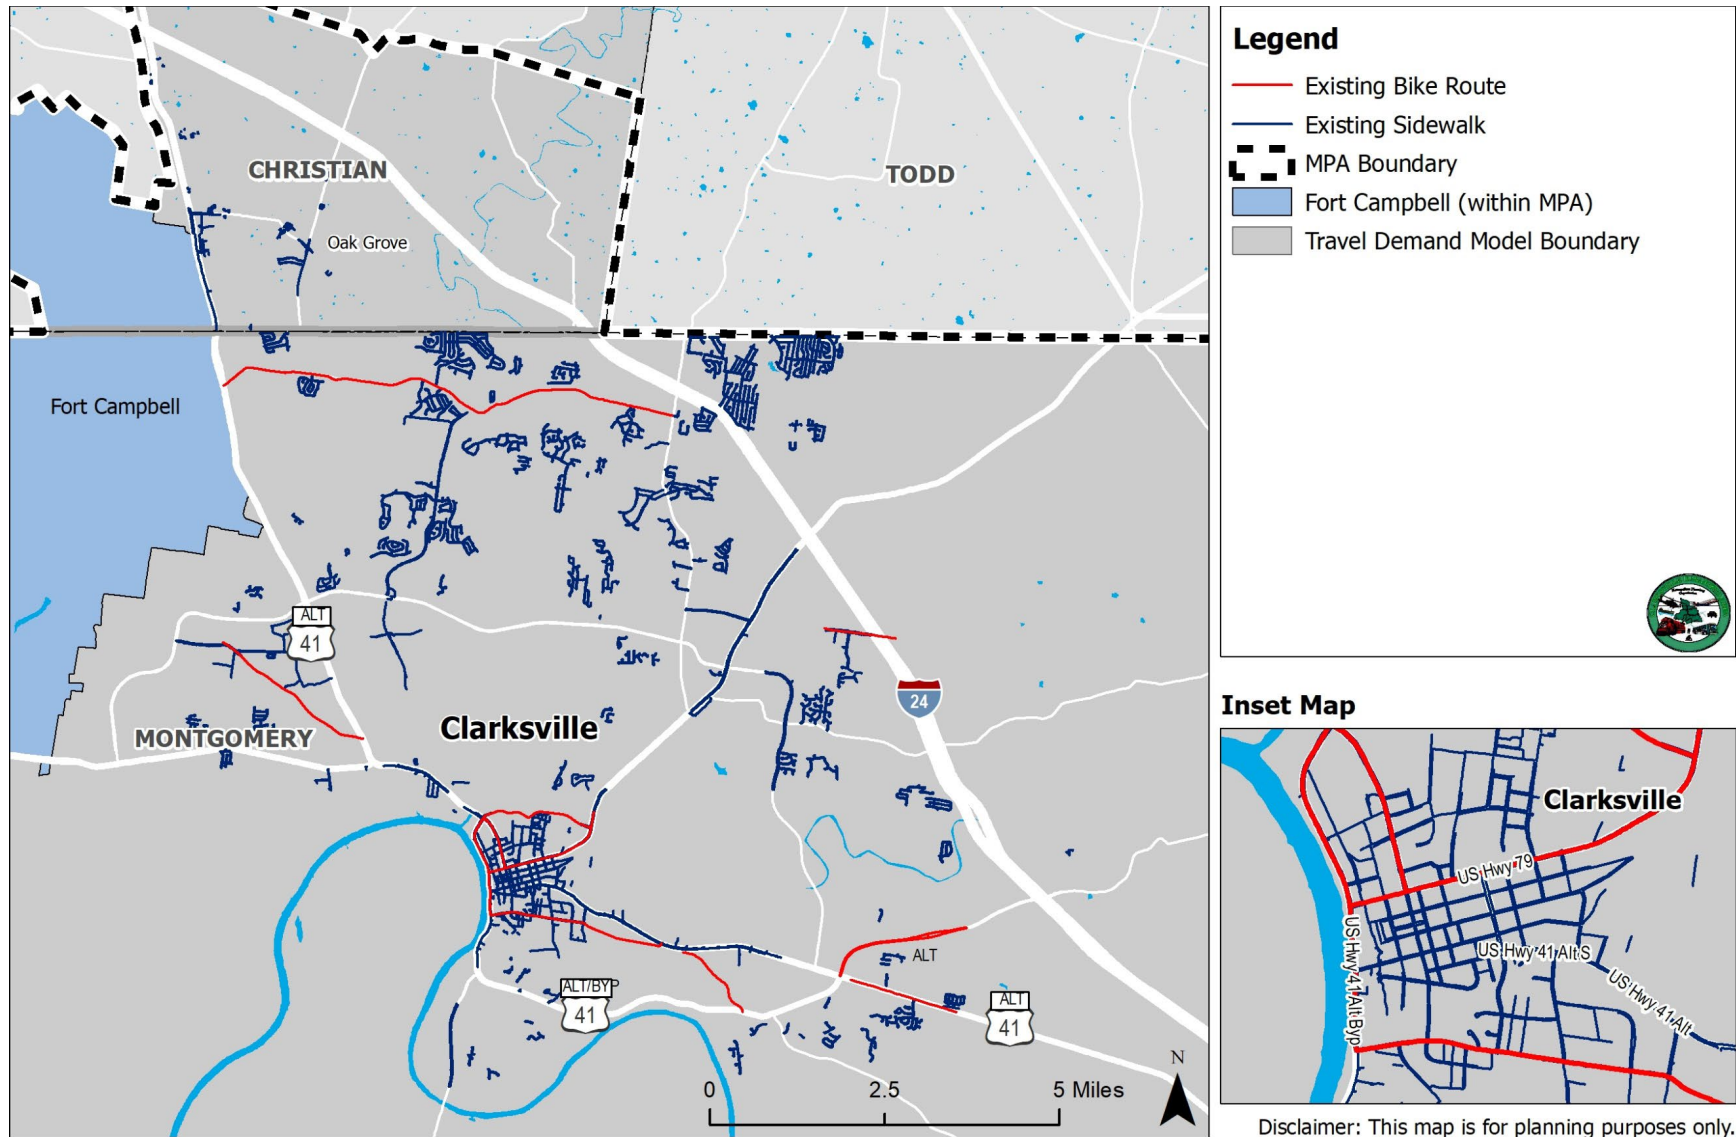 CHRISTIAN
TODD
Oak Grove
Fort Campbell
ALT
41
24
MONTGOMERY
Clarksville
ALT
ALT/BYP
41
ALT
41
N
0 2.5 5 Miles
Legend
Existing Bike Route
Existing Sidewalk
MPA Boundary
Fort Campbell (within MPA)
Travel Demand Model Boundary
Inset Map
Clarksville
US Hwy 79
US Hwy 41 Alt S
US Hwy 41 Alt Byp
US Hwy 41 Alt
Disclaimer: This map is for planning purposes only.